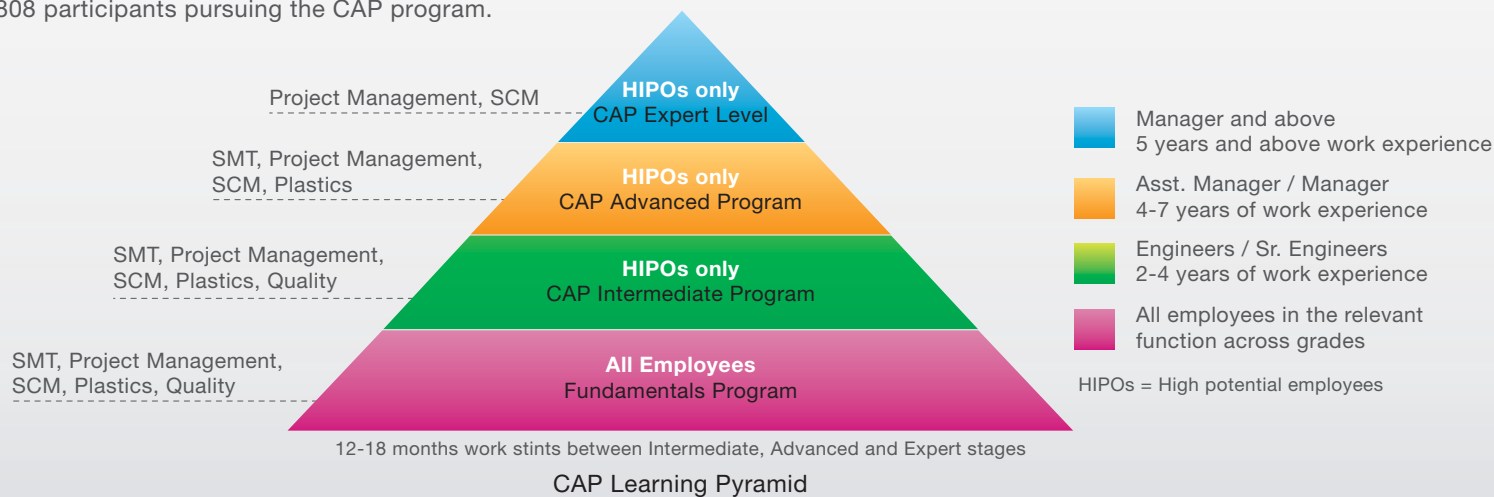 308 participants pursuing the CAP program.
HIPOs only
CAP Expert Level
Project Management, SCM
Manager and above
5 years and above work experience
HIPOs only
CAP Advanced Program
SMT, Project Management,
SCM, Plastics
Asst. Manager / Manager
4-7 years of work experience
HIPOs only
CAP Intermediate Program
SMT, Project Management,
SCM, Plastics, Quality
Engineers / Sr. Engineers
2-4 years of work experience
All Employees
Fundamentals Program
SMT, Project Management,
SCM, Plastics, Quality
All employees in the relevant
function across grades
HIPOs = High potential employees
12-18 months work stints between Intermediate, Advanced and Expert stages
CAP Learning Pyramid